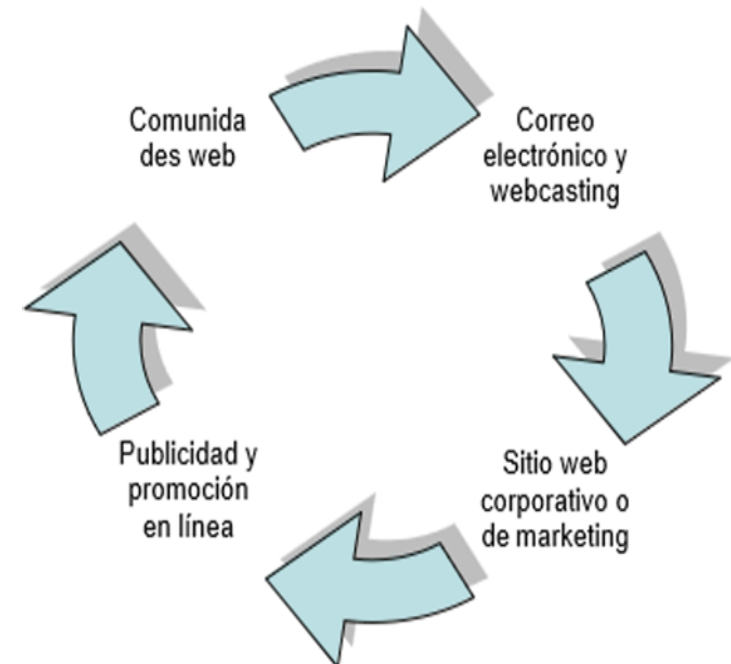 Comunida
des web
Correo
electrónico y
webcasting
Sitio web
corporativo o
de marketing
Publicidad y
promoción
en línea